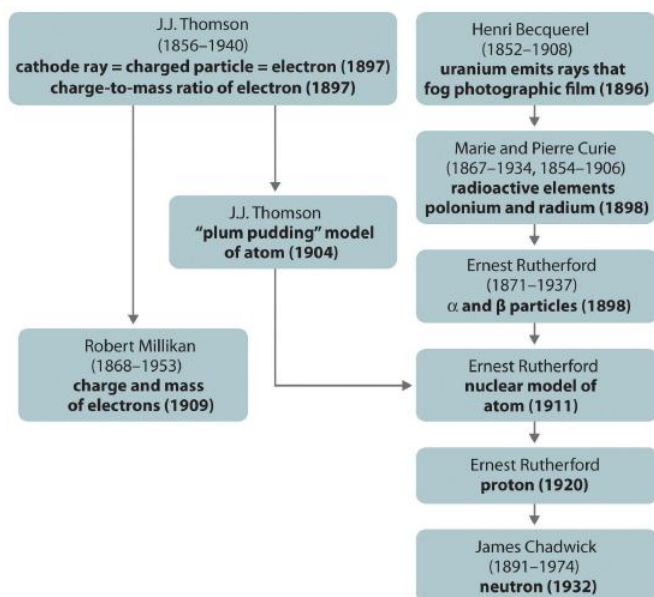 J.J. Thomson
(1856–1940)
cathode ray = charged particle = electron (1897)
charge-to-mass ratio of electron (1897)
Henri Becquerel
(1852–1908)
uranium emits rays that
fog photographic film (1896)
Marie and Pierre Curie
(1867–1934, 1854–1906)
radioactive elements
polonium and radium (1898)
J.J. Thomson
“plum pudding” model
of atom (1904)
Ernest Rutherford
(1871–1937)
α and β particles (1898)
Robert Millikan
(1868–1953)
charge and mass
of electrons (1909)
Ernest Rutherford
nuclear model of
atom (1911)
Ernest Rutherford
proton (1920)
James Chadwick
(1891–1974)
neutron (1932)